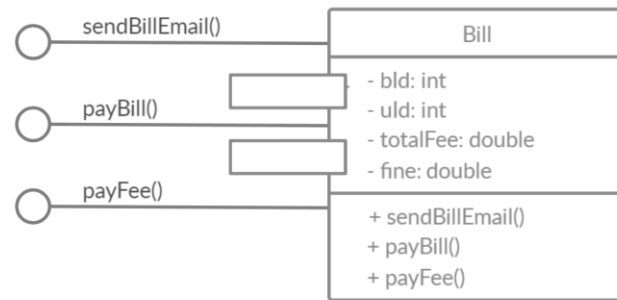 sendBillEmail()
payBill()
payFee()
Bill
- bId: int
- uId: int
- totalFee: double
- fine: double
+ sendBillEmail()
+ payBill()
+ payFee()